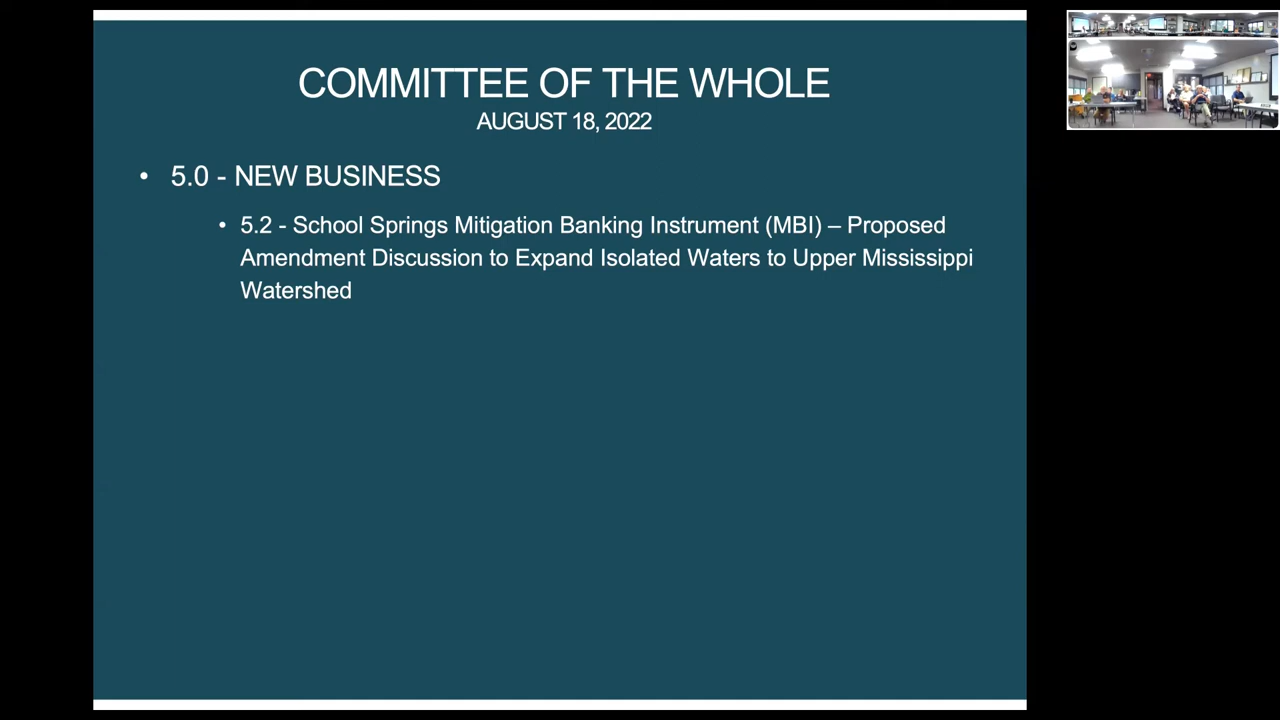 COMMITTEE OF THE WHOLE
AUGUST 18, 2022
• 5.0 - NEW BUSINESS
• 5.2 - School Springs Mitigation Banking Instrument (MBI) – Proposed
Amendment Discussion to Expand Isolated Waters to Upper Mississippi
Watershed